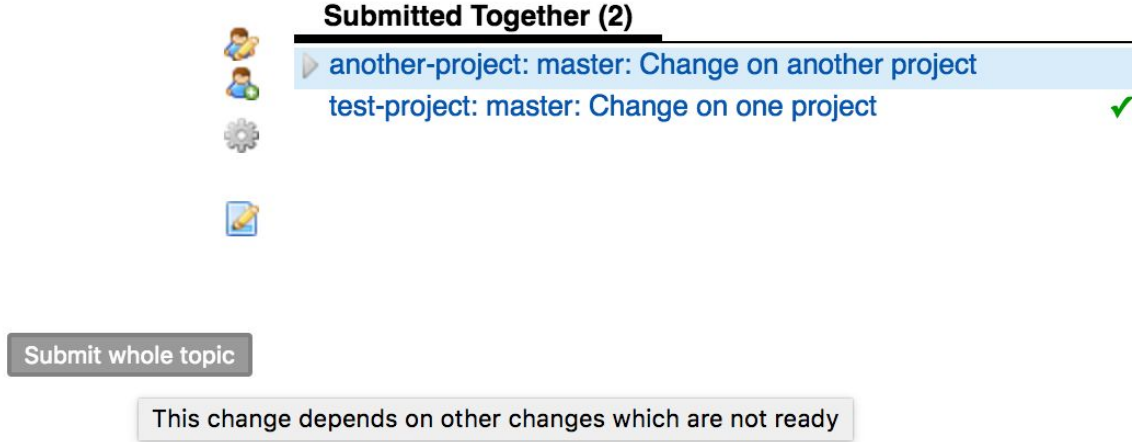 Submitted Together (2)
another-project: master: Change on another project
test-project: master: Change on one project
Submit whole topic
This change depends on other changes which are not ready